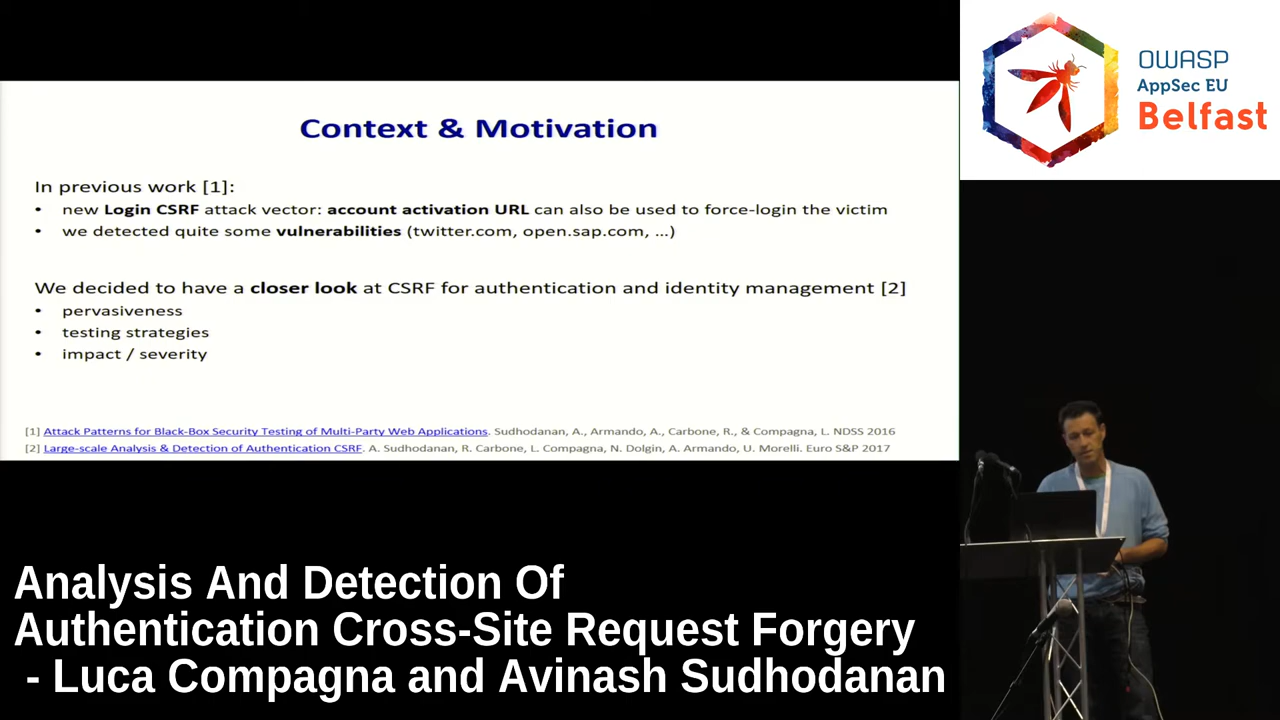 Context & Motivation
In previous work [1]:
• new Login CSRF attack vector: account activation URL can also be used to force-login the victim
• we detected quite some vulnerabilities (twitter.com, open.sap.com, ...)
We decided to have a closer look at CSRF for authentication and identity management [2]
• pervasiveness
• testing strategies
• impact / severity
[1] Attack Patterns for Black-Box Security Testing of Multi-Party Web Applications. Sudhodanan, A., Armando, A., Carbone, R., & Compagna, L. NDSS 2016
[2] Large-scale Analysis & Detection of Authentication CSRF. A. Sudhodanan, R. Carbone, L. Compagna, N. Dolgin, A. Armando, U. Morelli. Euro S&P 2017
OWASP
AppSec EU
Belfast
Analysis And Detection Of
Authentication Cross-Site Request Forgery
- Luca Compagna and Avinash Sudhodanan